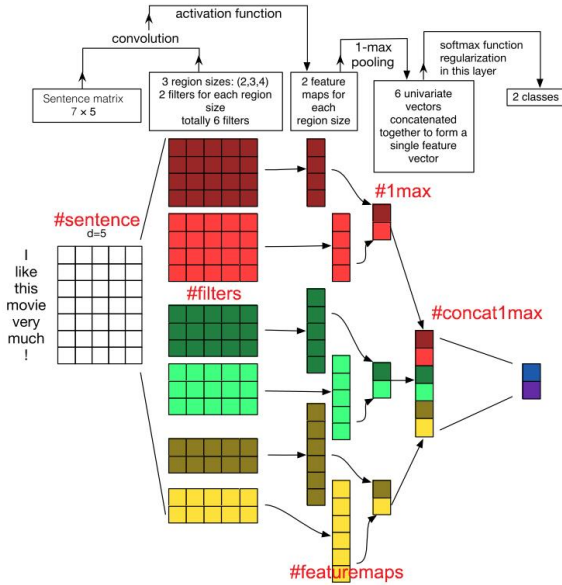 activation function
convolution
1-max
pooling
softmax function
regularization
in this layer
Sentence matrix
7 × 5
3 region sizes: (2,3,4)
2 filters for each region
size
totally 6 filters
2 feature
maps for
each
region size
6 univariate
vectors
concatenated
together to form a
single feature
vector
2 classes
#sentence
d=5
I
like
this
movie
very
much
!
#filters
#1max
#concat1max
#featuremaps